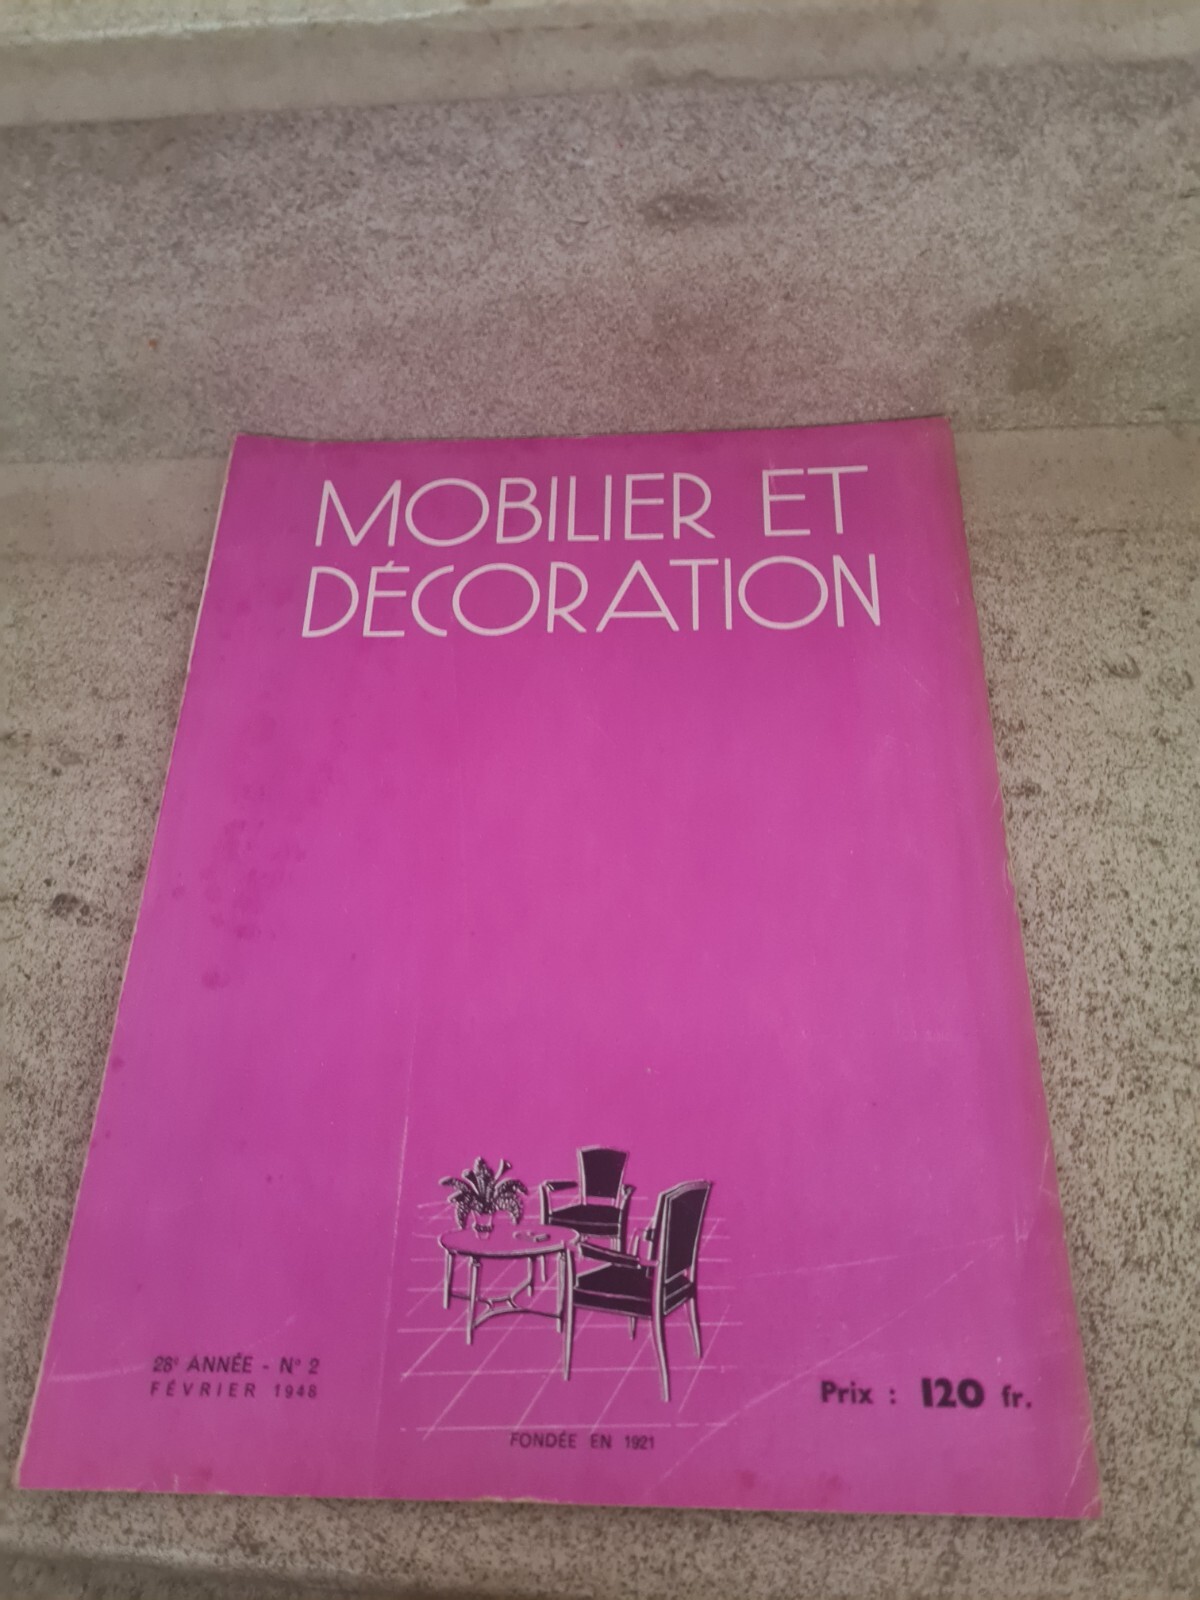 MOBILIER ET
DÉCORATION
28e ANNÉE - N° 2
FÉVRIER 1948
Prix : 120 fr.
FONDÉE EN 1921